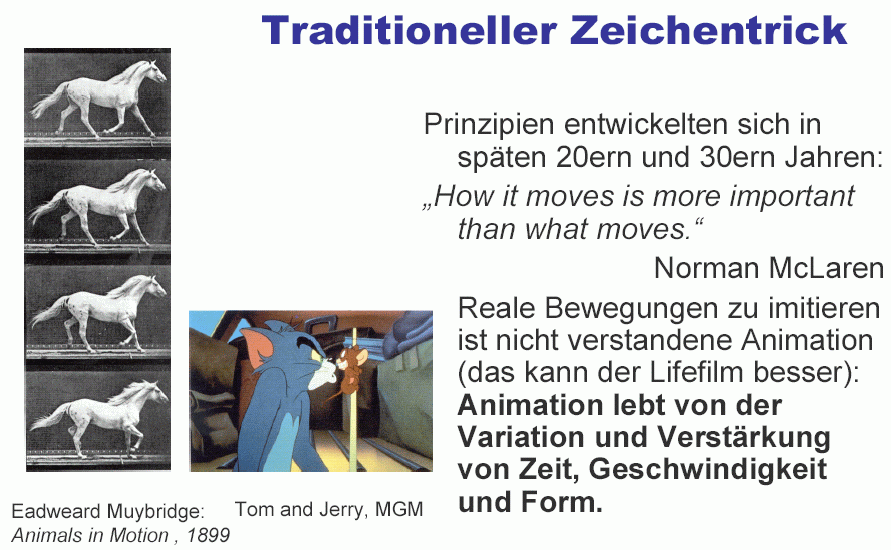 Traditioneller Zeichentrick
Prinzipien entwickelten sich in
späten 20ern und 30ern Jahren:
„How it moves is more important
than what moves.“
Norman McLaren
Reale Bewegungen zu imitieren
ist nicht verstandene Animation
(das kann der Lifefilm besser):
Animation lebt von der
Variation und Verstärkung
von Zeit, Geschwindigkeit
und Form.
Eadweard Muybridge:
Animals in Motion , 1899
Tom and Jerry, MGM